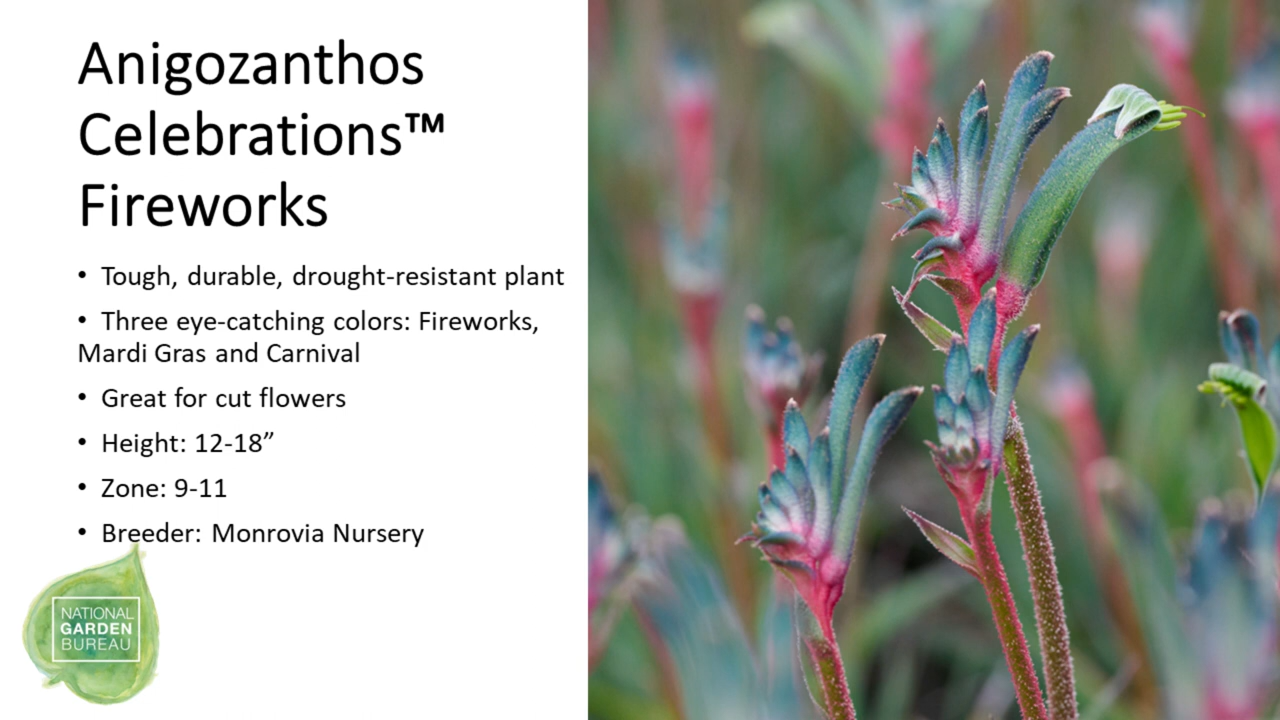 Anigozanthos
Celebrations™
Fireworks
• Tough, durable, drought-resistant plant
• Three eye-catching colors: Fireworks,
Mardi Gras and Carnival
• Great for cut flowers
• Height: 12-18”
• Zone: 9-11
• Breeder: Monrovia Nursery
NATIONAL
GARDEN
BUREAU